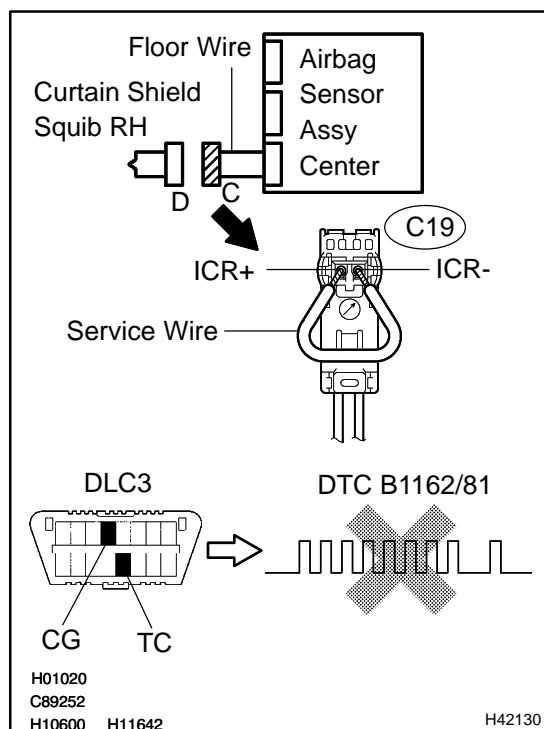 Floor Wire
Airbag
Sensor
Assy
Center
Curtain Shield
Squib RH
D
C
C19
ICR+
ICR-
Service Wire
DLC3
DTC B1162/81
CG
TC
H01020
C89252
H10600 H11642
H42130